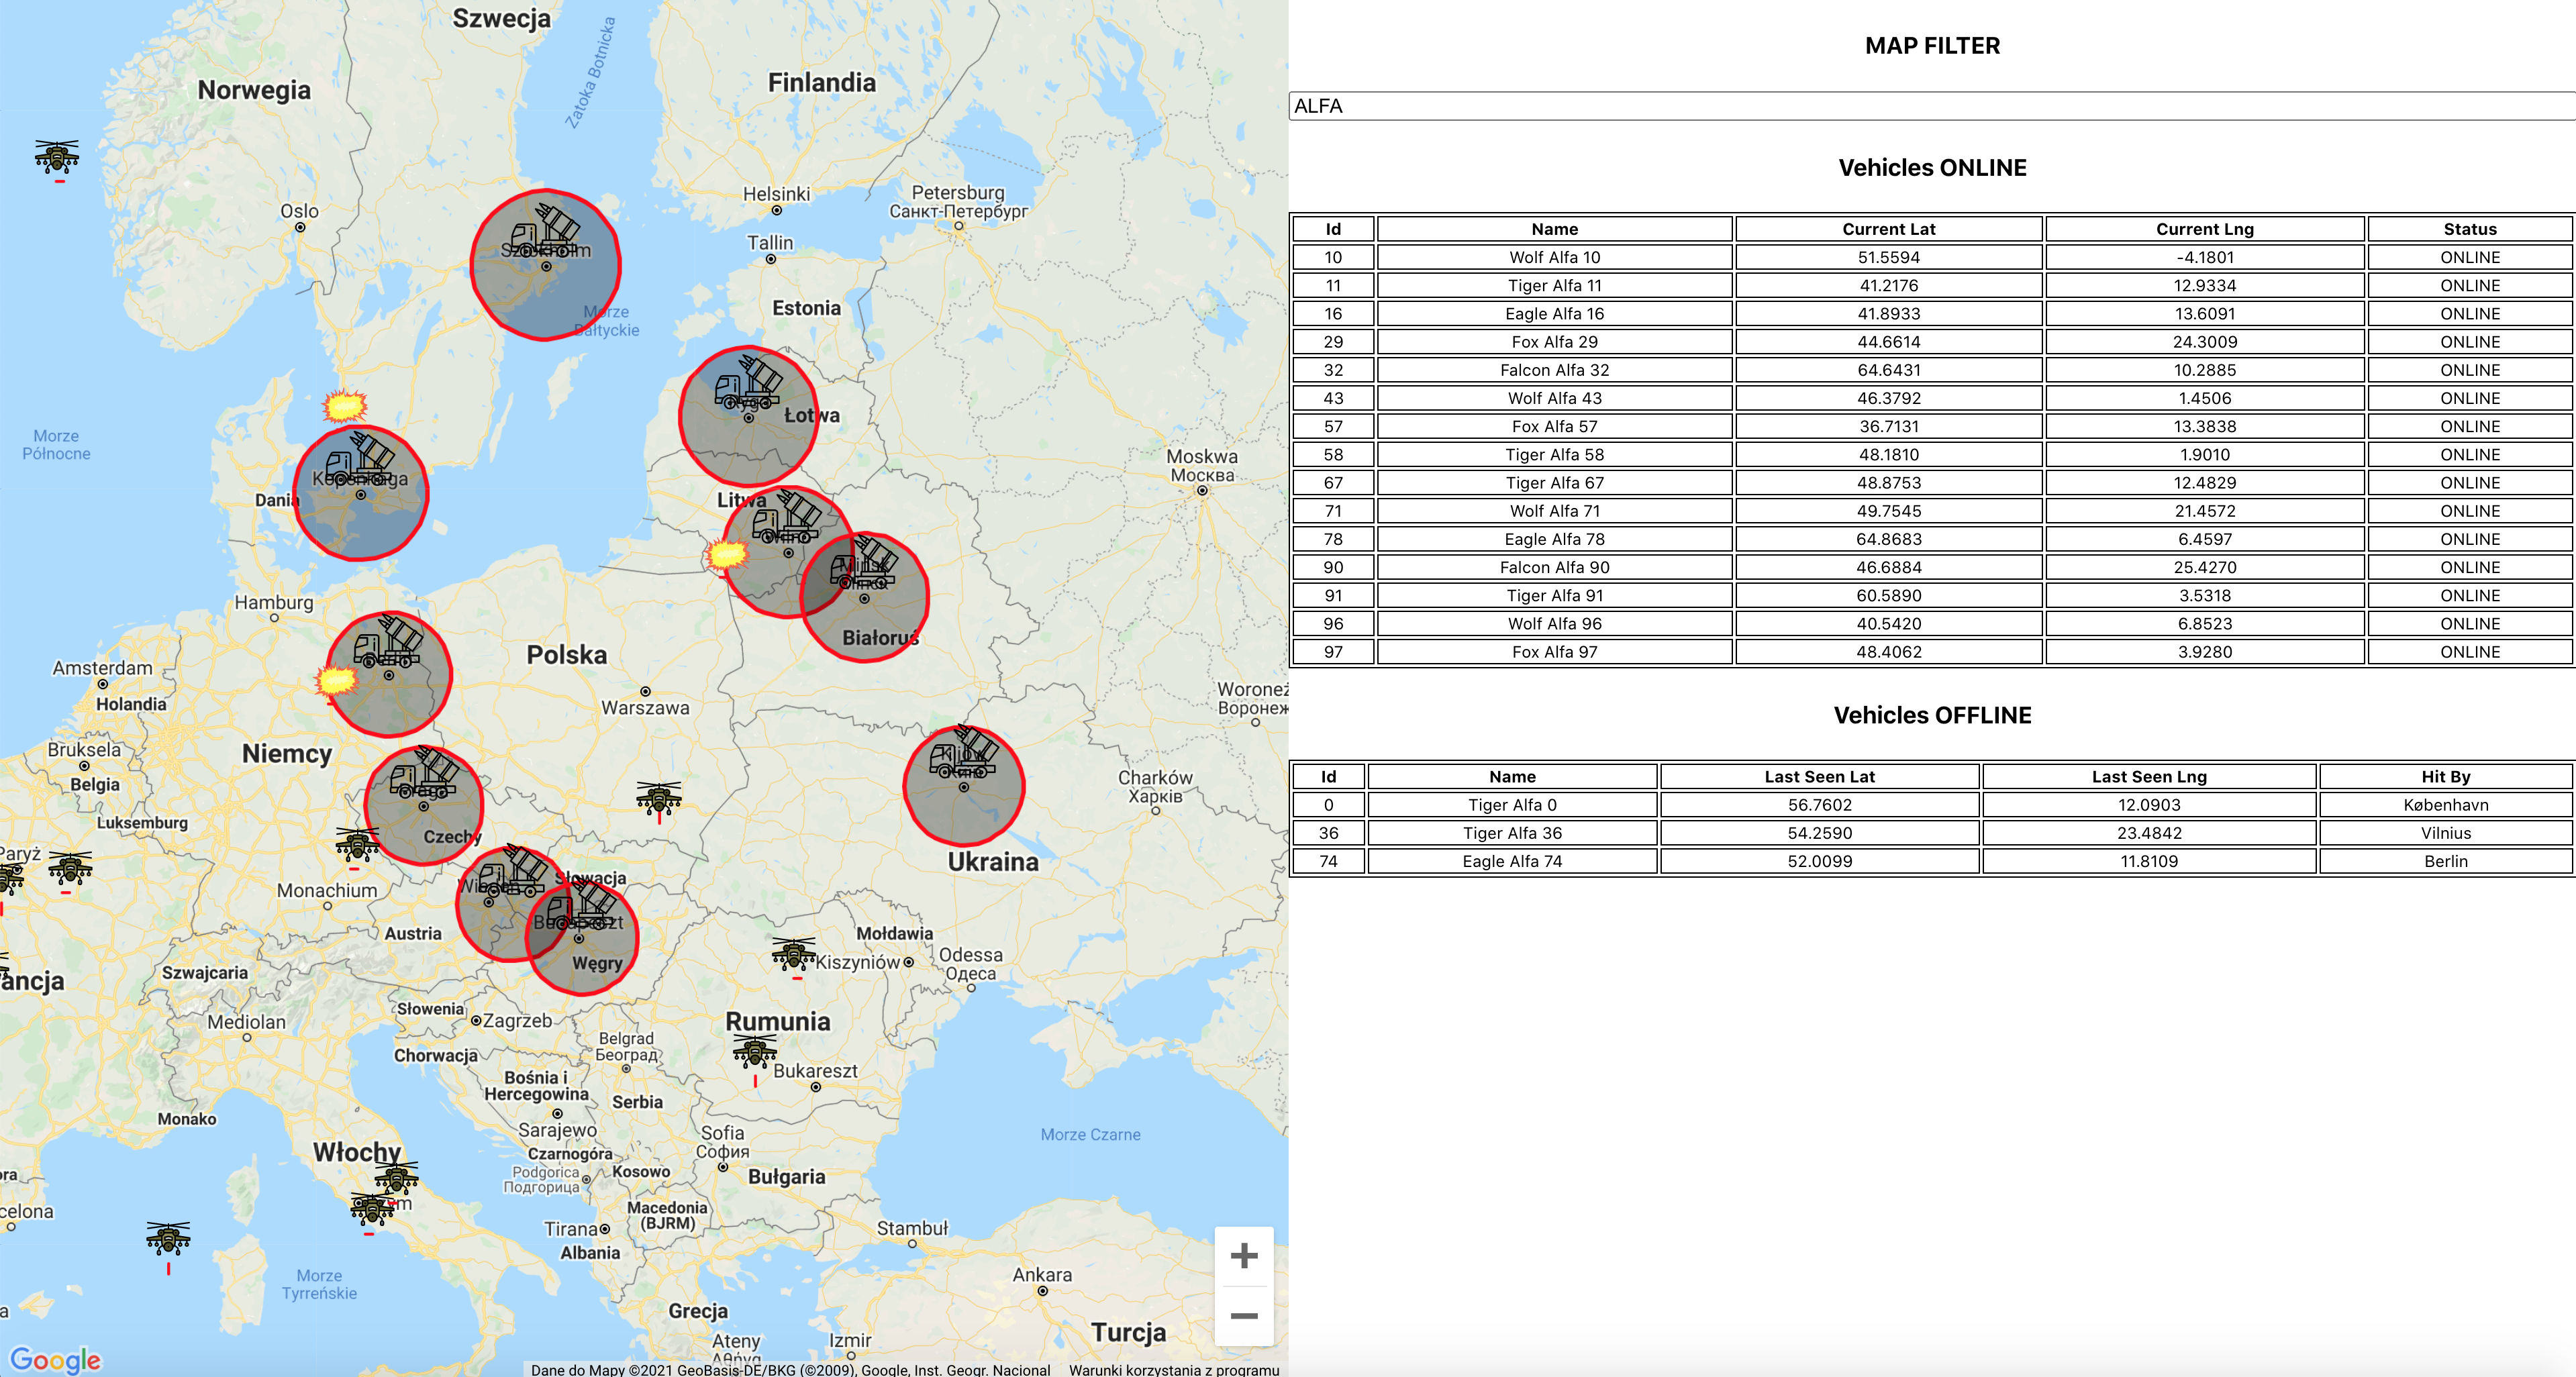 Szwecja
Norwegia
Zatoka Botnicka
Finlandia
Oslo
Helsinki
Petersburg
Санкт-Петербург
Tallin
Sztokholm
Morze
Bałtyckie
Estonia
Łotwa
Morze
Północne
Moskwa
Москва
Dania
Kopenhaga
Litwa
Mińsk
Białoruś
Hamburg
Polska
Amsterdam
Holandia
Warszawa
Woroneż
Воронеж
Niemcy
Bruksela
Belgia
Charków
Харків
Luksemburg
Czechy
Paryż
Ukraina
Monachium
Słowacja
Budapeszt
Austria
Mołdawia
Węgry
Kiszyniów
Odessa
Одеса
Szwajcaria
ancja
Słowenia
Mediolan
Zagrzeb
Rumunia
Belgrad
Београд
Chorwacja
Bukareszt
Bośnia i
Hercegowina
Serbia
Monako
Sarajewo
Sofia
София
Morze Czarne
Włochy
Czarnogóra
Podgorica
Подгорица
Kosowo
Bułgaria
celona
Macedonia
(BJRM)
Tirana
Albania
Stambuł
Morze
Tyrreńskie
Ankara
Grecja
Ateny
Αθήνα
Izmir
Turcja
+
−
Google
Dane do Mapy ©2021 GeoBasis-DE/BKG (©2009), Google, Inst. Geogr. Nacional Warunki korzystania z programu
MAP FILTER
ALFA
Vehicles ONLINE
Id Name Current Lat Current Lng Status
10 Wolf Alfa 10 51.5594 -4.1801 ONLINE
11 Tiger Alfa 11 41.2176 12.9334 ONLINE
16 Eagle Alfa 16 41.8933 13.6091 ONLINE
29 Fox Alfa 29 44.6614 24.3009 ONLINE
32 Falcon Alfa 32 64.6431 10.2885 ONLINE
43 Wolf Alfa 43 46.3792 1.4506 ONLINE
57 Fox Alfa 57 36.7131 13.3838 ONLINE
58 Tiger Alfa 58 48.1810 1.9010 ONLINE
67 Tiger Alfa 67 48.8753 12.4829 ONLINE
71 Wolf Alfa 71 49.7545 21.4572 ONLINE
78 Eagle Alfa 78 64.8683 6.4597 ONLINE
90 Falcon Alfa 90 46.6884 25.4270 ONLINE
91 Tiger Alfa 91 60.5890 3.5318 ONLINE
96 Wolf Alfa 96 40.5420 6.8523 ONLINE
97 Fox Alfa 97 48.4062 3.9280 ONLINE
Vehicles OFFLINE
Id Name Last Seen Lat Last Seen Lng Hit By
0 Tiger Alfa 0 56.7602 12.0903 København
36 Tiger Alfa 36 54.2590 23.4842 Vilnius
74 Eagle Alfa 74 52.0099 11.8109 Berlin